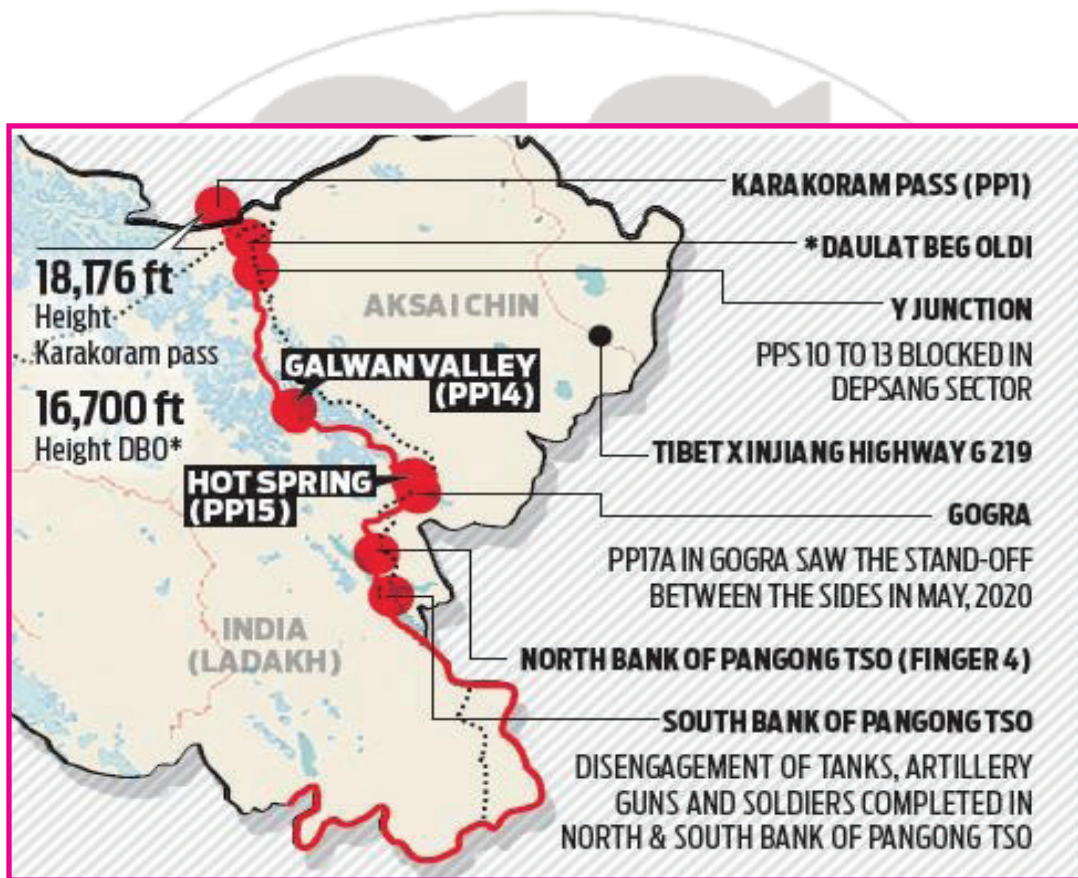 KARAKORAM PASS (PP1)
*DAULAT BEG OLDI
Y JUNCTION
PPS 10 TO 13 BLOCKED IN
DEPSANG SECTOR
TIBET XINJIANG HIGHWAY G 219
GOGRA
PP17A IN GOGRA SAW THE STAND-OFF
BETWEEN THE SIDES IN MAY, 2020
NORTH BANK OF PANGONG TSO (FINGER 4)
SOUTH BANK OF PANGONG TSO
DISENGAGEMENT OF TANKS, ARTILLERY
GUNS AND SOLDIERS COMPLETED IN
NORTH & SOUTH BANK OF PANGONG TSO
18,176 ft
Height
Karakoram pass
16,700 ft
Height DBO*
AKSAI CHIN
GALWAN VALLEY
(PP14)
HOT SPRING
(PP15)
INDIA
(LADAKH)